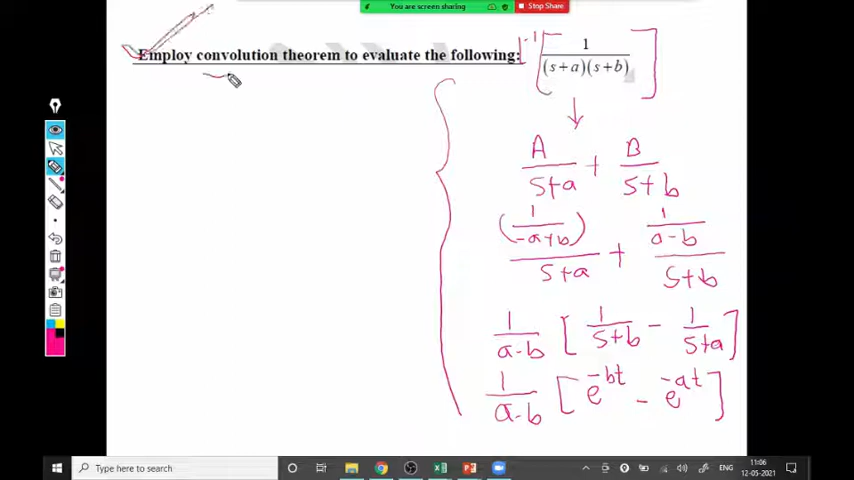 You are screen sharing Stop Share
Employ convolution theorem to evaluate the following: L⁻¹ [ 1 / (s+a)(s+b) ]
A/(s+a) + B/(s+b)
(1/(-a+b))/(s+a) + (1/(a-b))/(s+b)
1/(a-b) [ 1/(s+b) - 1/(s+a) ]
1/(a-b) [ e^-bt - e^-at ]
Type here to search
ENG
11:06
12-05-2021